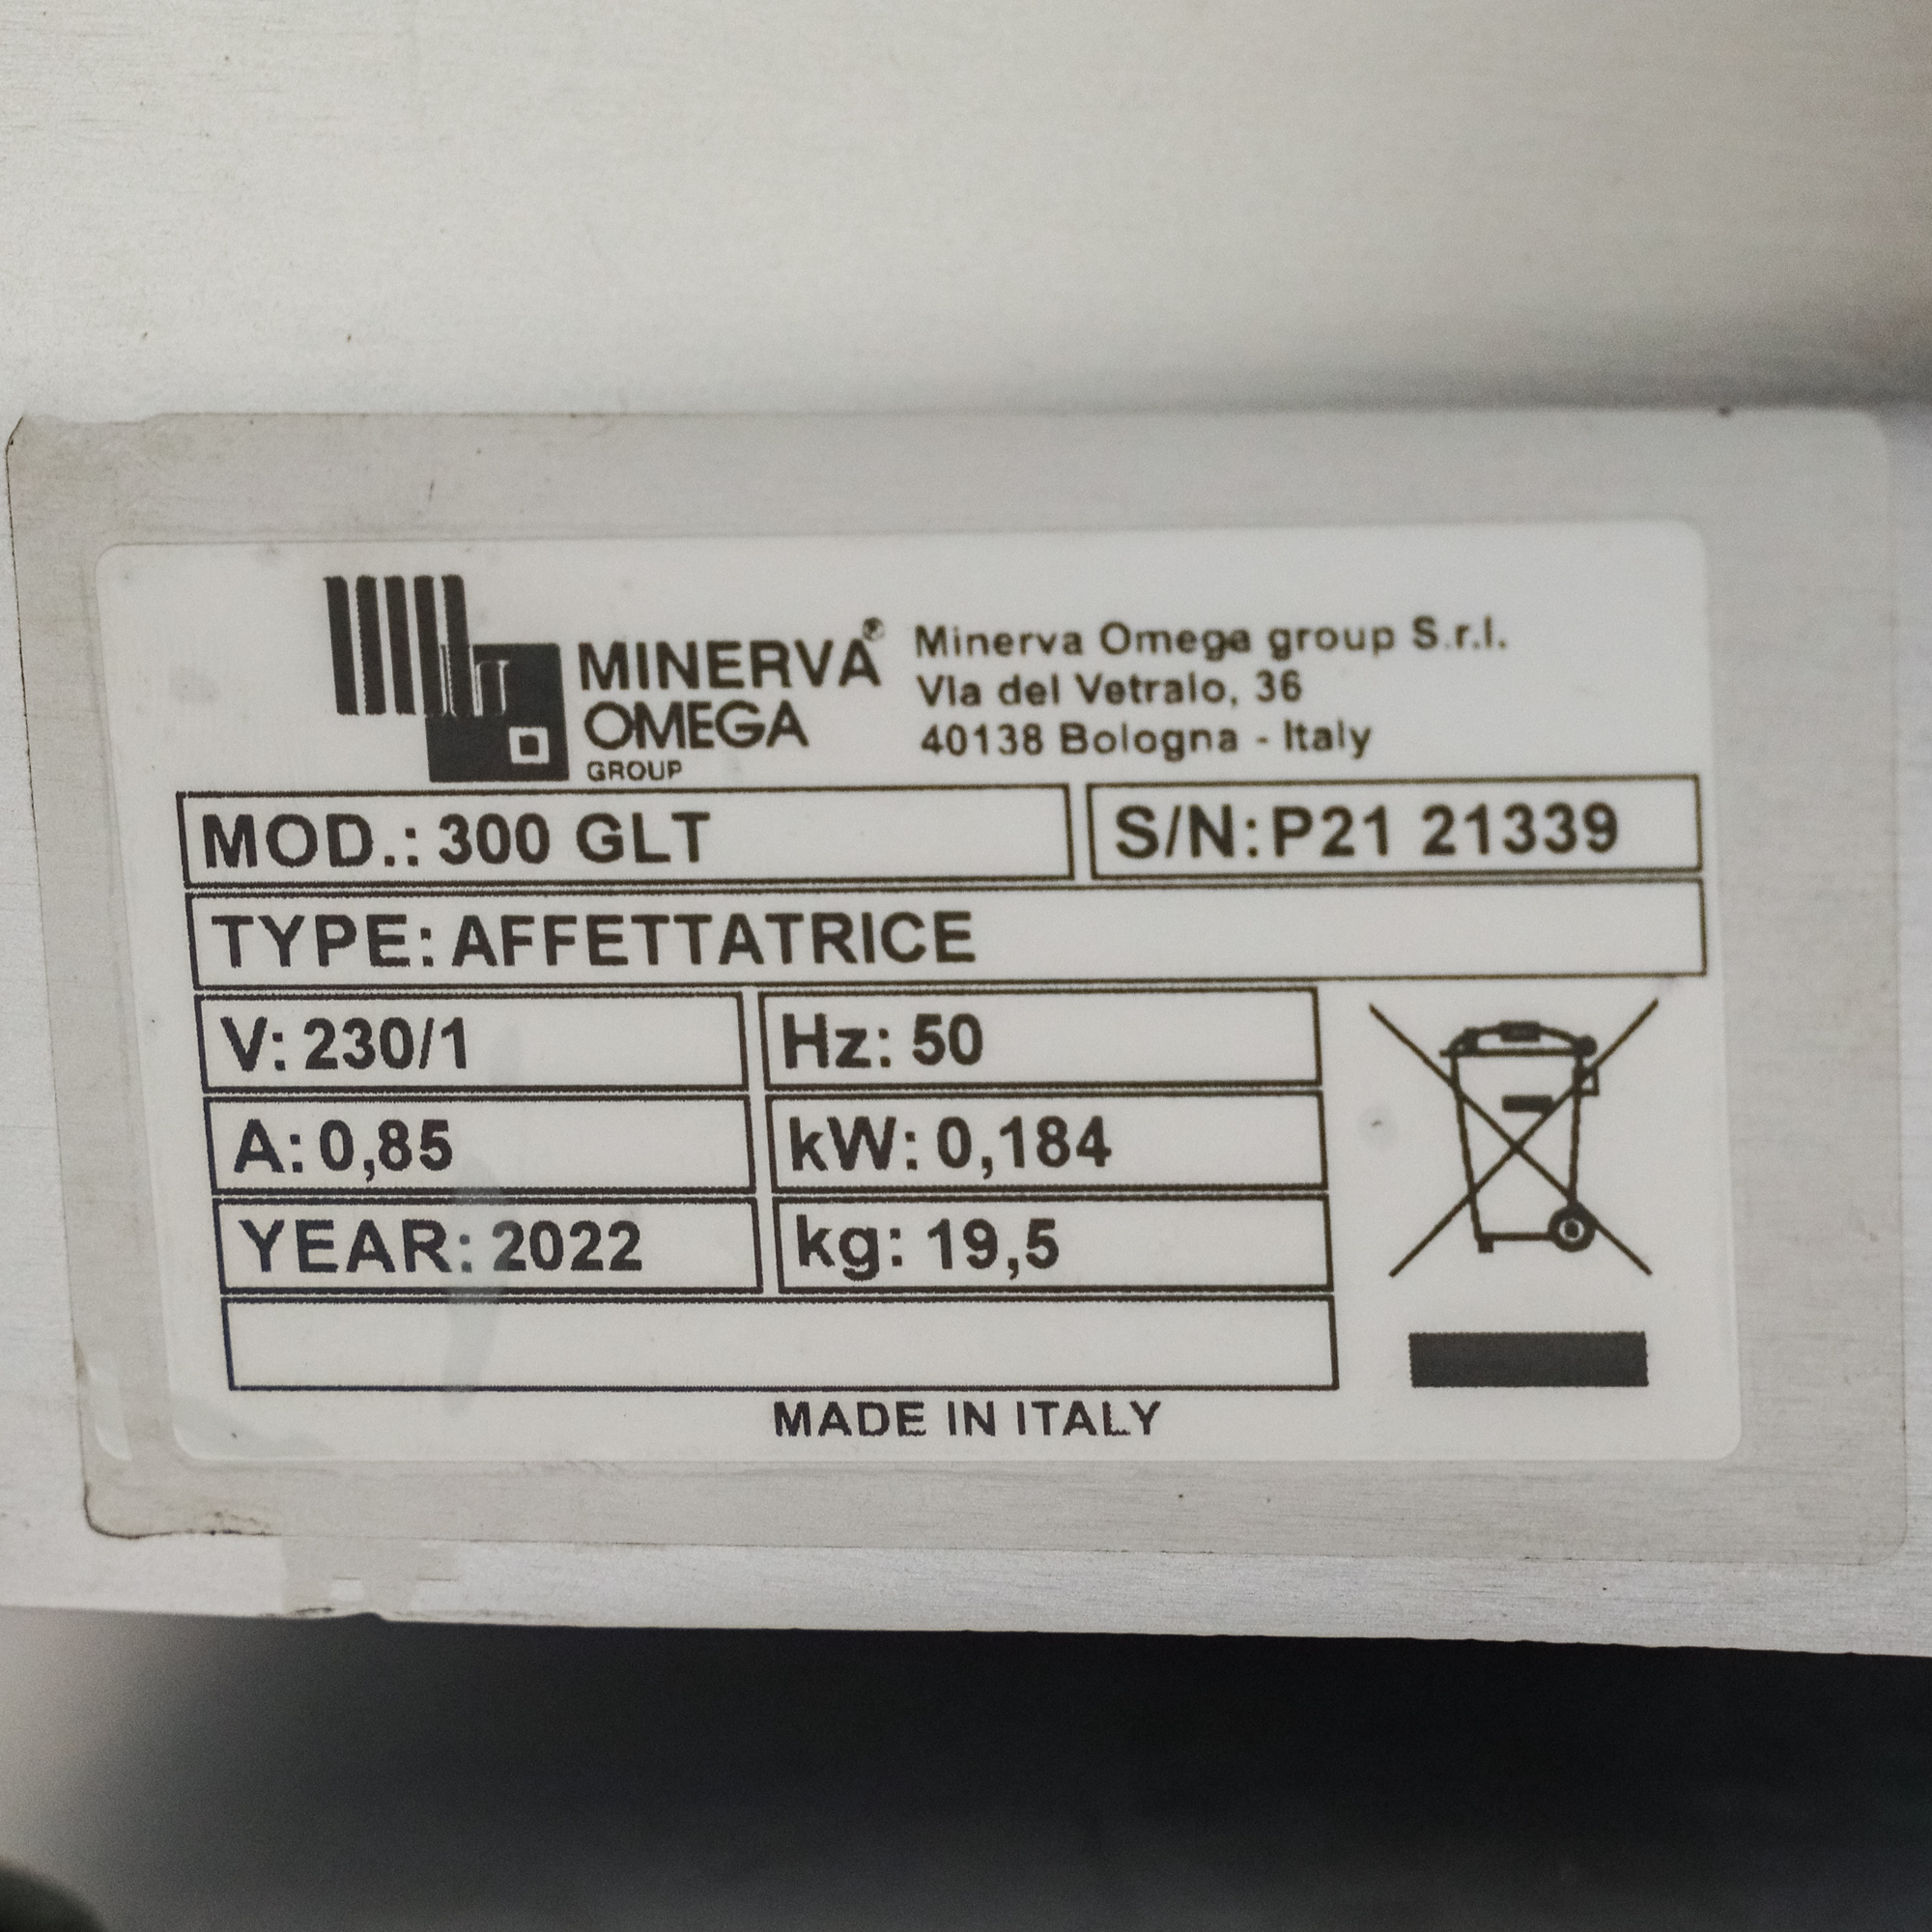 MINERVA®
OMEGA
GROUP
Minerva Omega group S.r.l.
Via del Vetraio, 36
40138 Bologna - Italy
MOD.: 300 GLT
S/N: P21 21339
TYPE: AFFETTATRICE
V: 230/1
Hz: 50
A: 0,85
kW: 0,184
YEAR: 2022
kg: 19,5
MADE IN ITALY